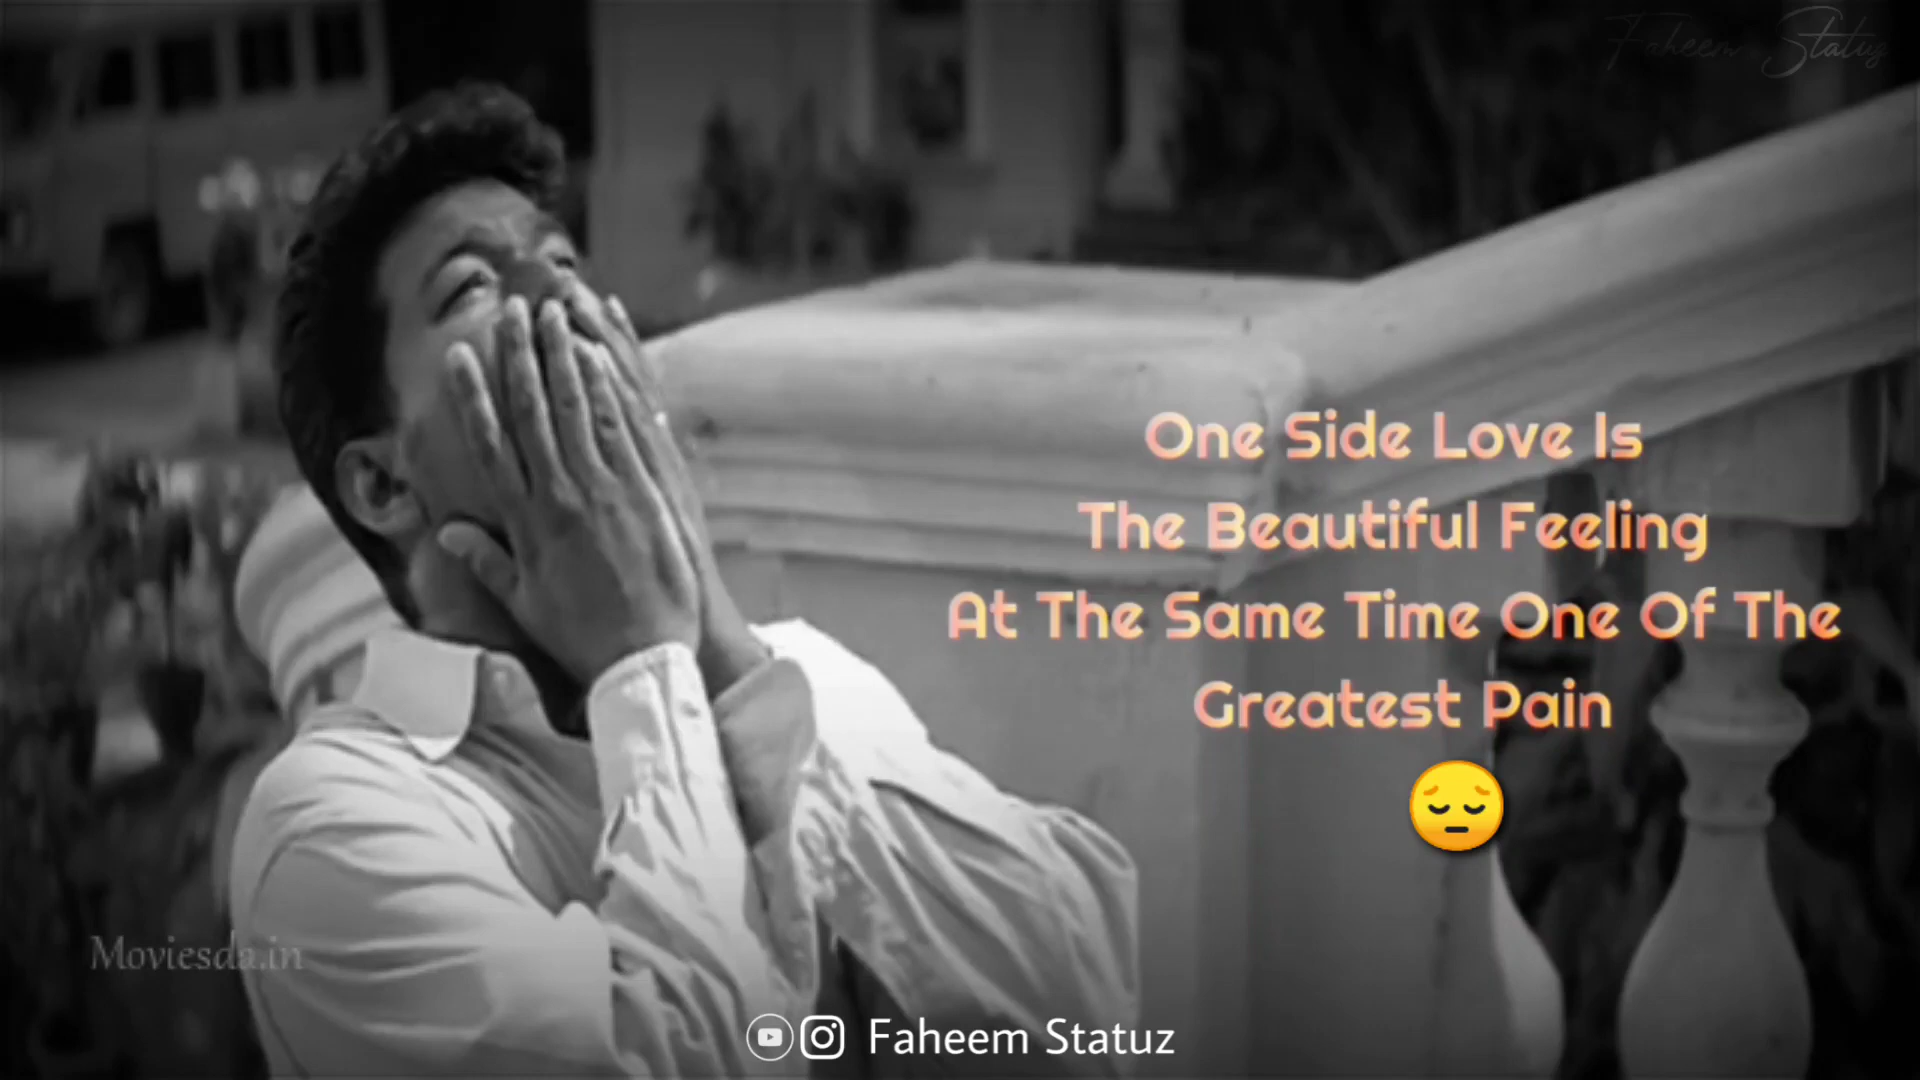 Faheem Statuz
One Side Love Is
The Beautiful Feeling
At The Same Time One Of The
Greatest Pain
😔
Moviesda.in
Faheem Statuz